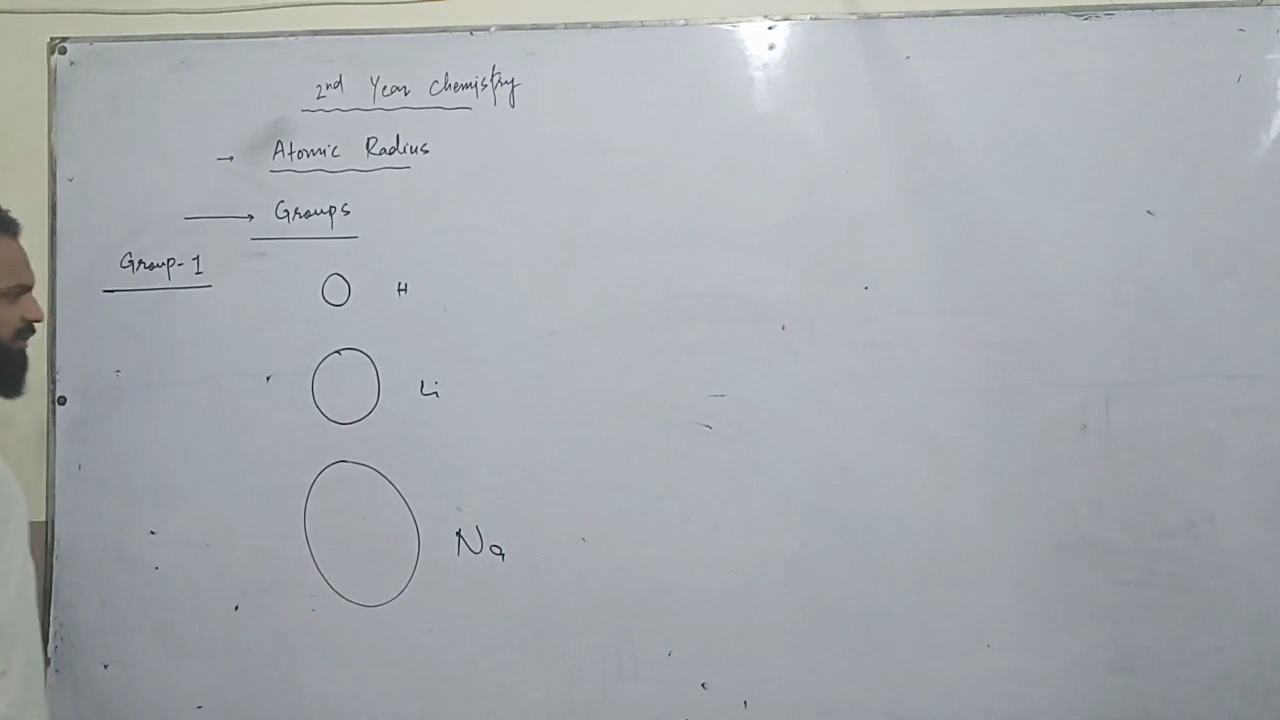 2nd Year Chemistry
→ Atomic Radius
→ Groups
Group-1
H
Li
Na